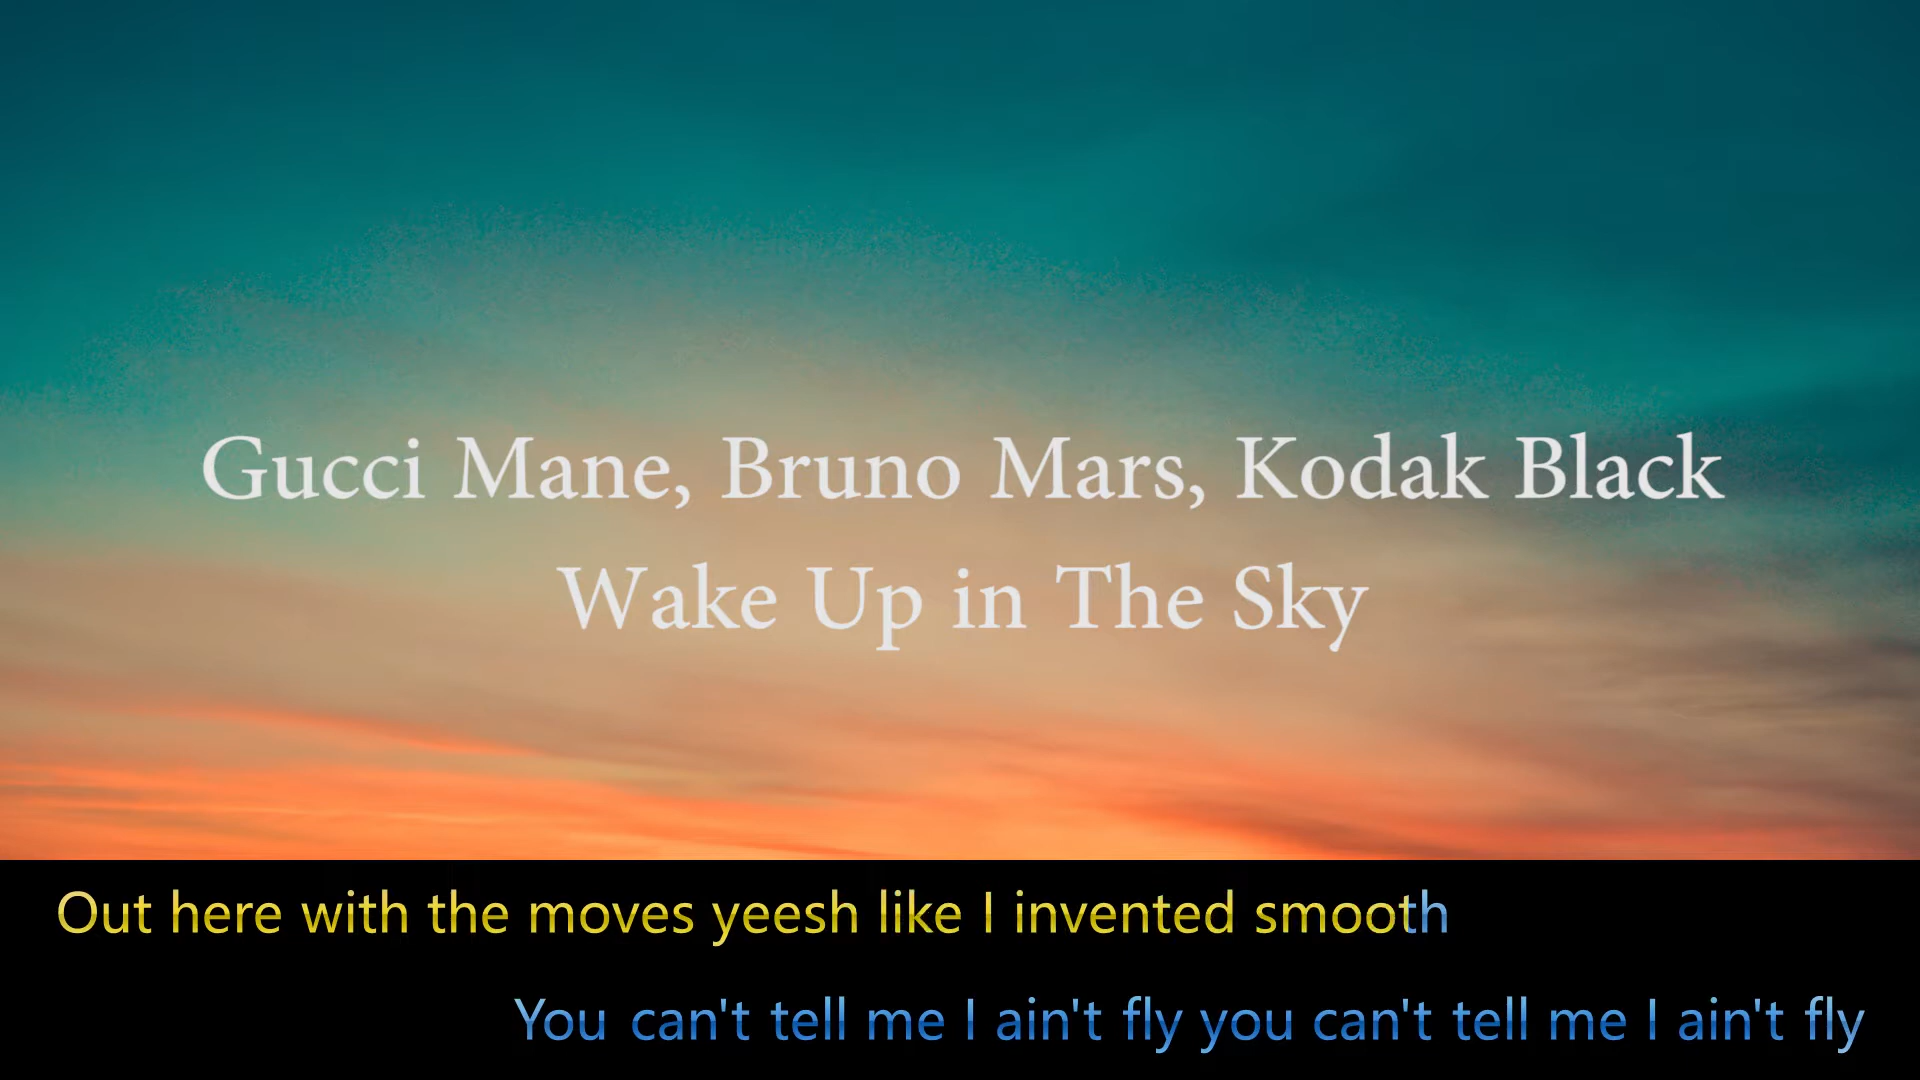 Gucci Mane, Bruno Mars, Kodak Black
Wake Up in The Sky
Out here with the moves yeesh like I invented smooth
You can't tell me I ain't fly you can't tell me I ain't fly